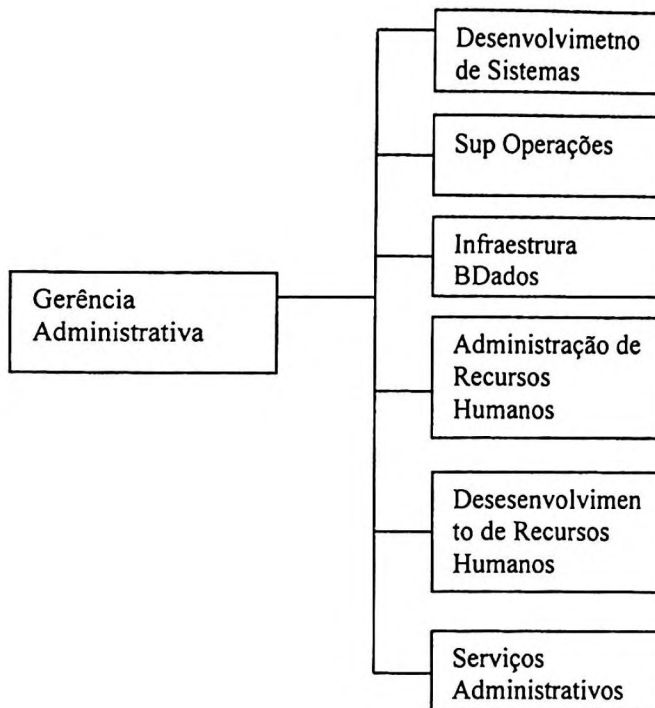 Desenvolvimetno
de Sistemas
Sup Operações
Infraestrura
BDados
Gerência
Administrativa
Administração de
Recursos
Humanos
Desesenvolvimen
to de Recursos
Humanos
Serviços
Administrativos